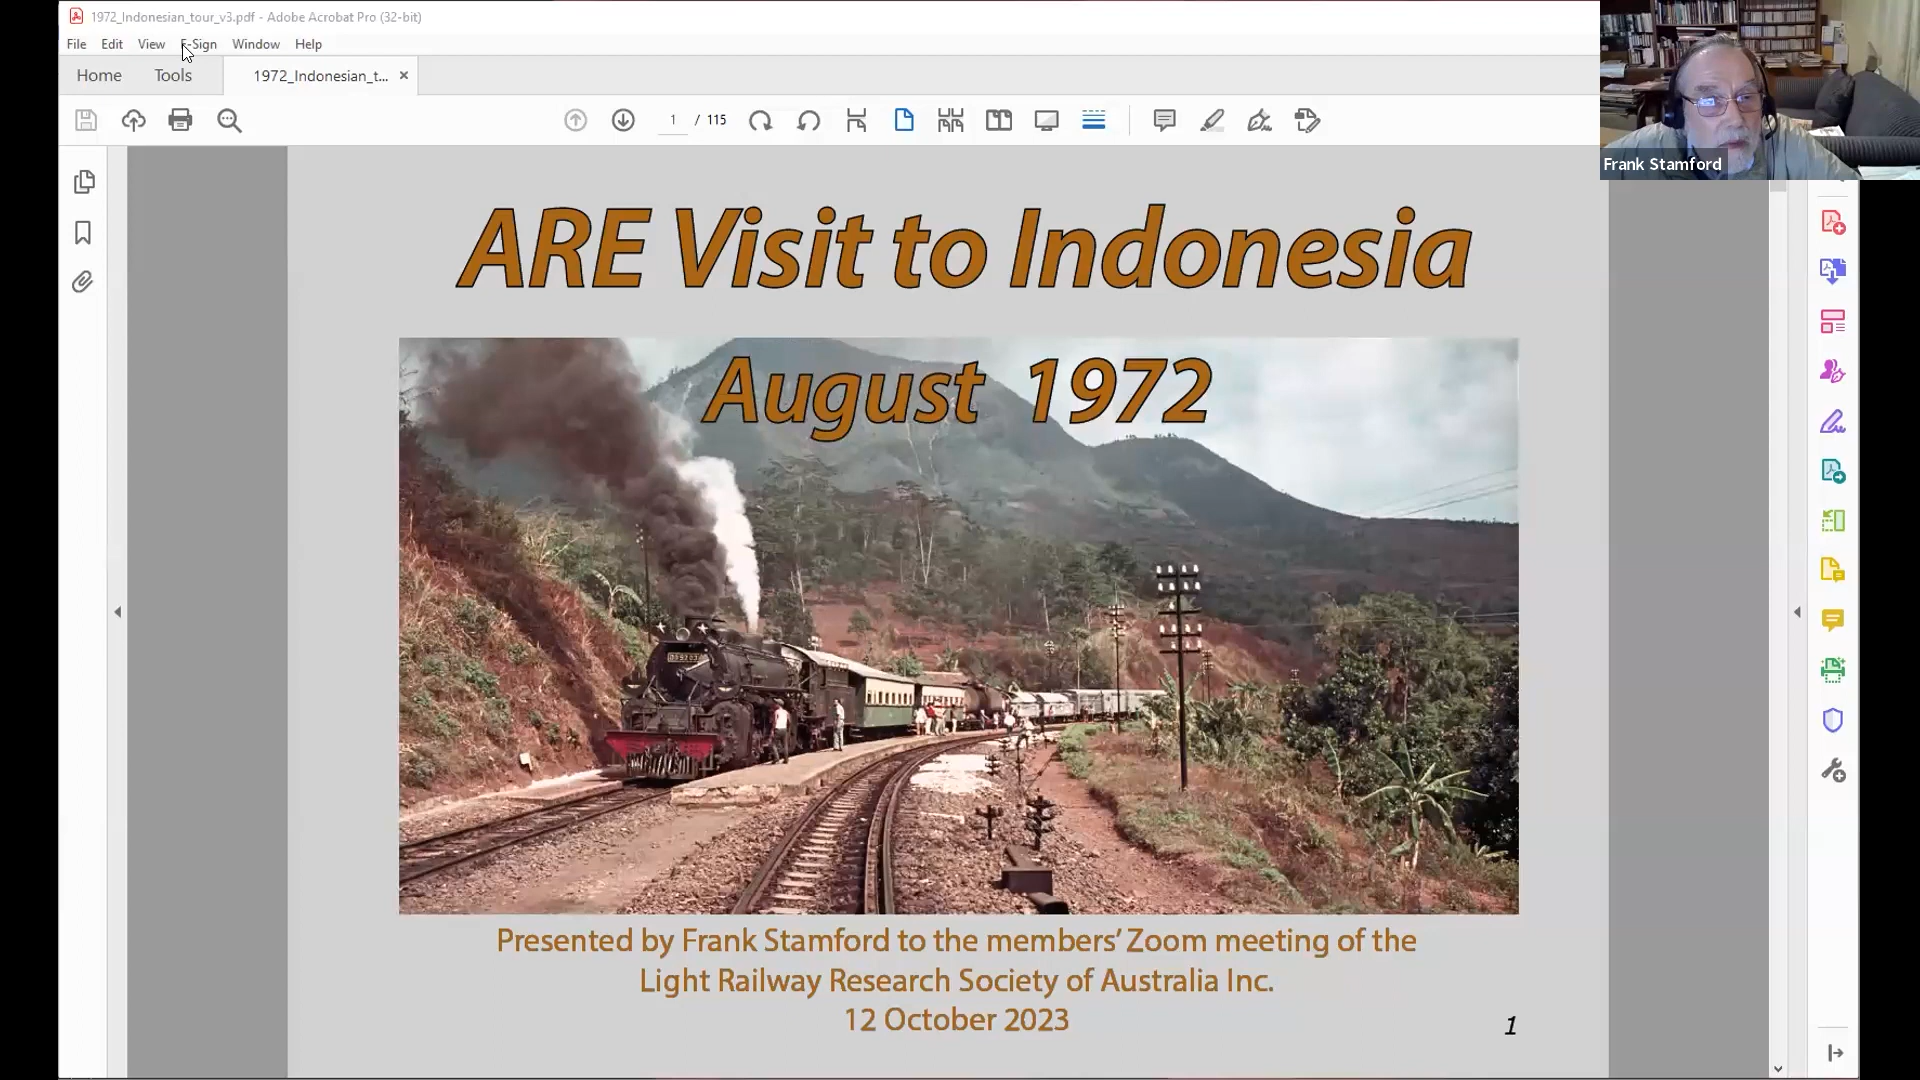 1972_Indonesian_tour_v3.pdf - Adobe Acrobat Pro (32-bit)
File Edit View E-Sign Window Help
Home Tools 1972_Indonesian_t...
1 / 115
Frank Stamford
ARE Visit to Indonesia
August 1972
Presented by Frank Stamford to the members' Zoom meeting of the
Light Railway Research Society of Australia Inc.
12 October 2023
1